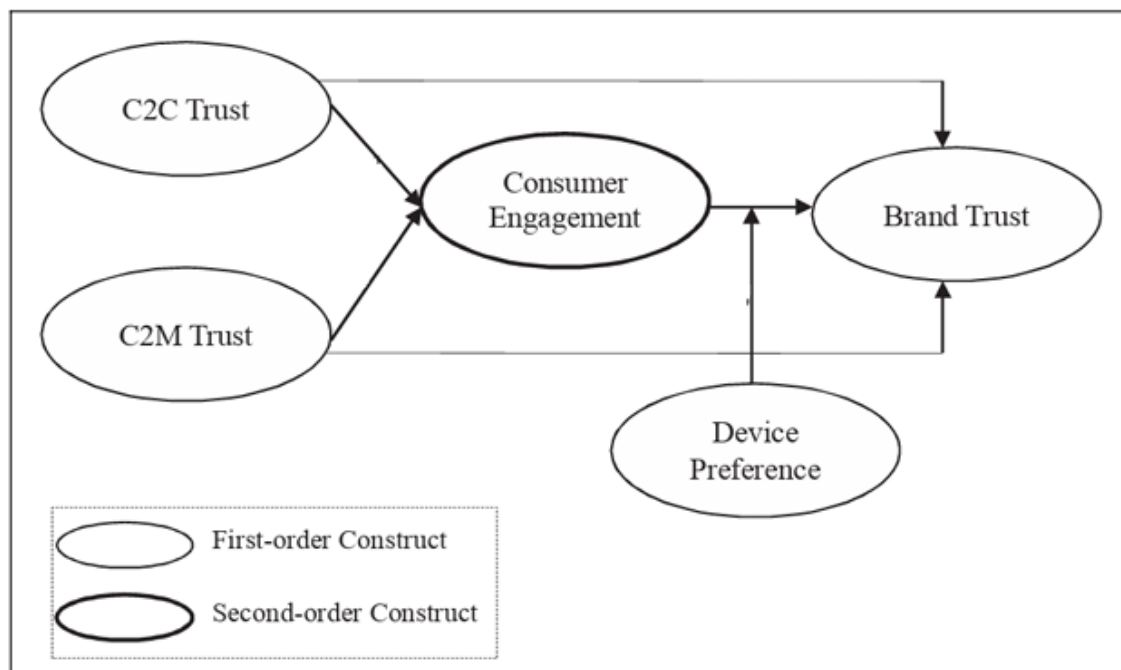 C2C Trust
Consumer
Engagement
Brand Trust
C2M Trust
Device
Preference
First-order Construct
Second-order Construct